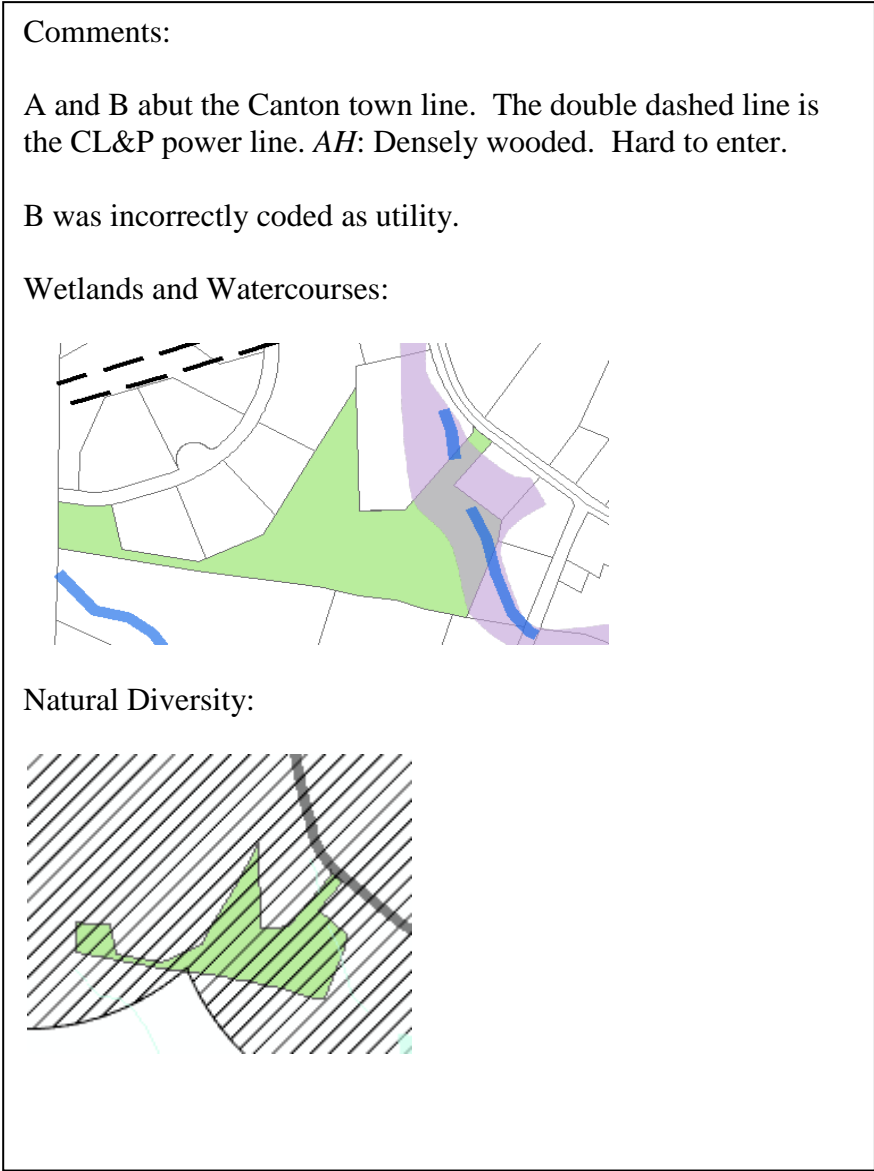 Comments:
A and B abut the Canton town line.  The double dashed line is
the CL&P power line. AH: Densely wooded.  Hard to enter.
B was incorrectly coded as utility.
Wetlands and Watercourses:
Natural Diversity: